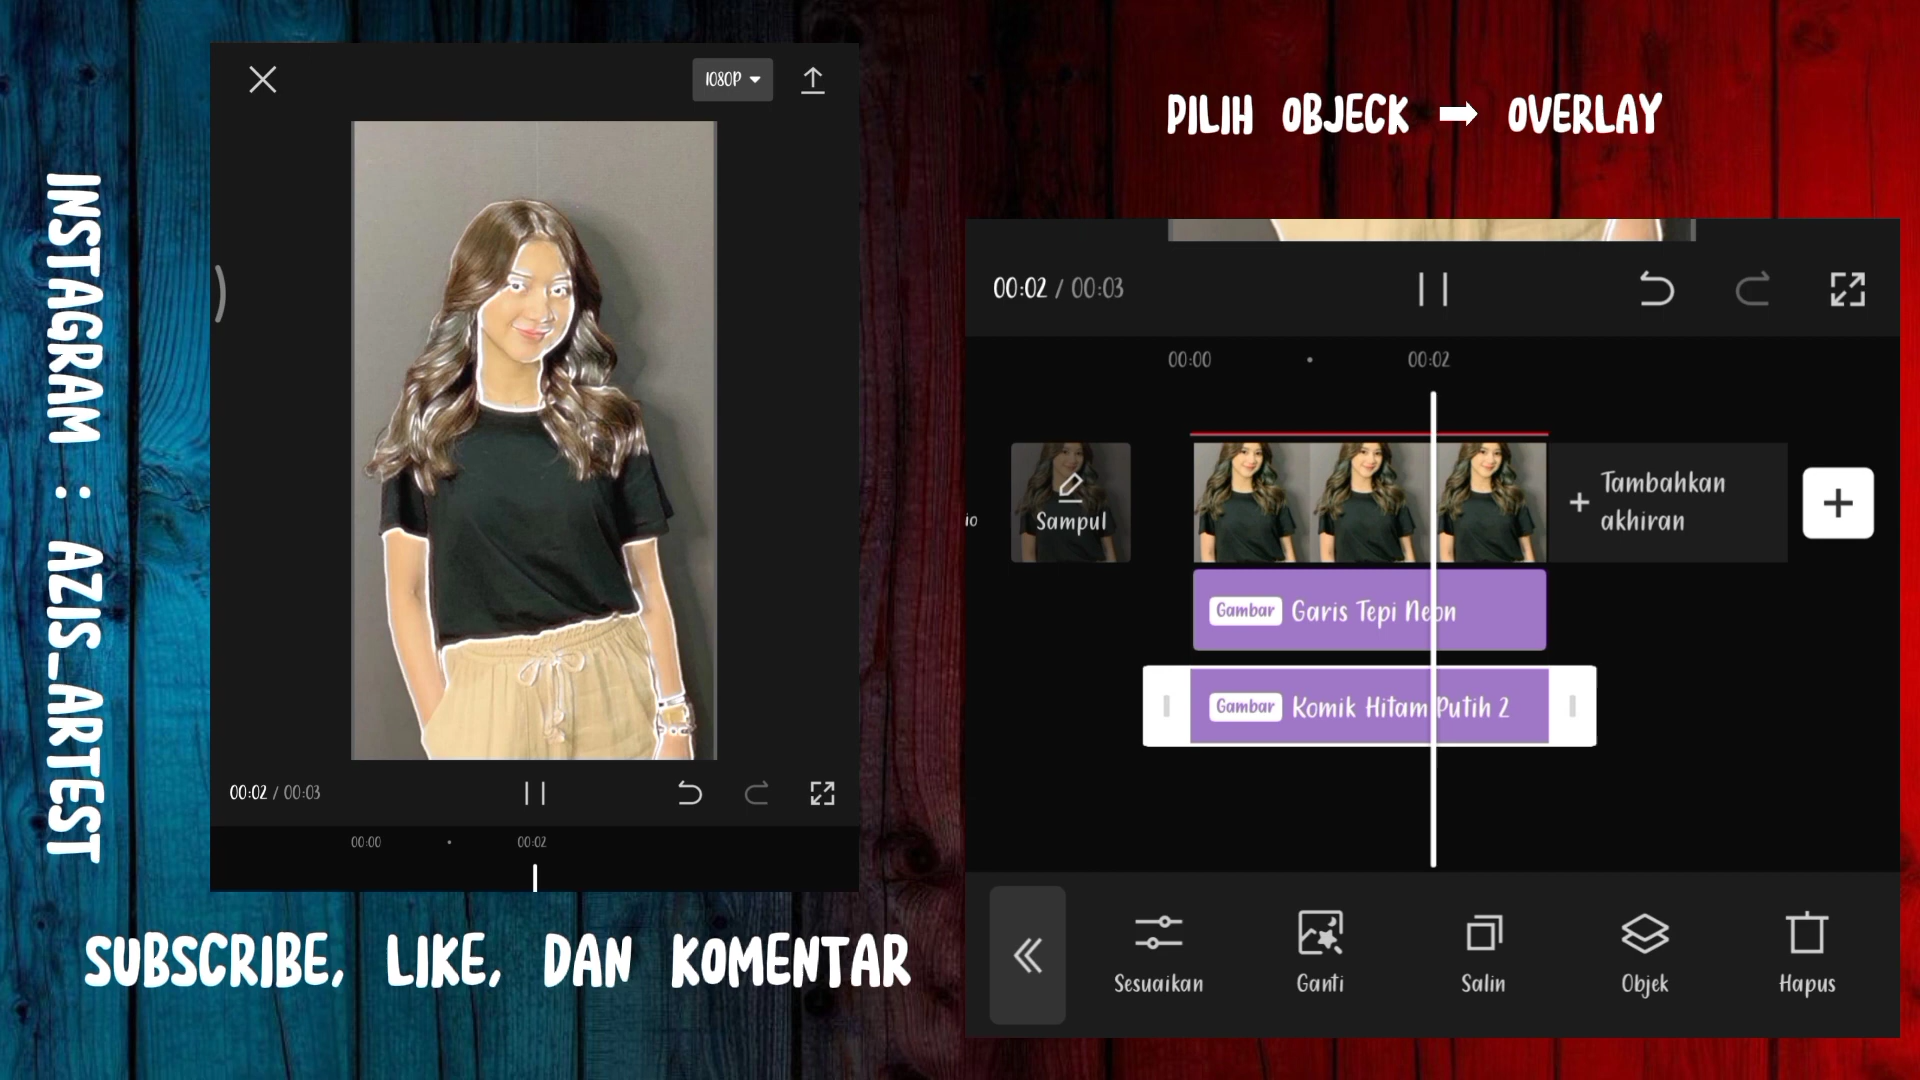 INSTAGRAM : AZIS_ARTEST
1080P
00:02 / 00:03
00:00
00:02
SUBSCRIBE, LIKE, DAN KOMENTAR
PILIH OBJECK ➡ OVERLAY
00:02 / 00:03
00:00
00:02
io
Sampul
+ Tambahkan
akhiran
+
Gambar Garis Tepi Neon
Gambar Komik Hitam Putih 2
Sesuaikan
Ganti
Salin
Objek
Hapus